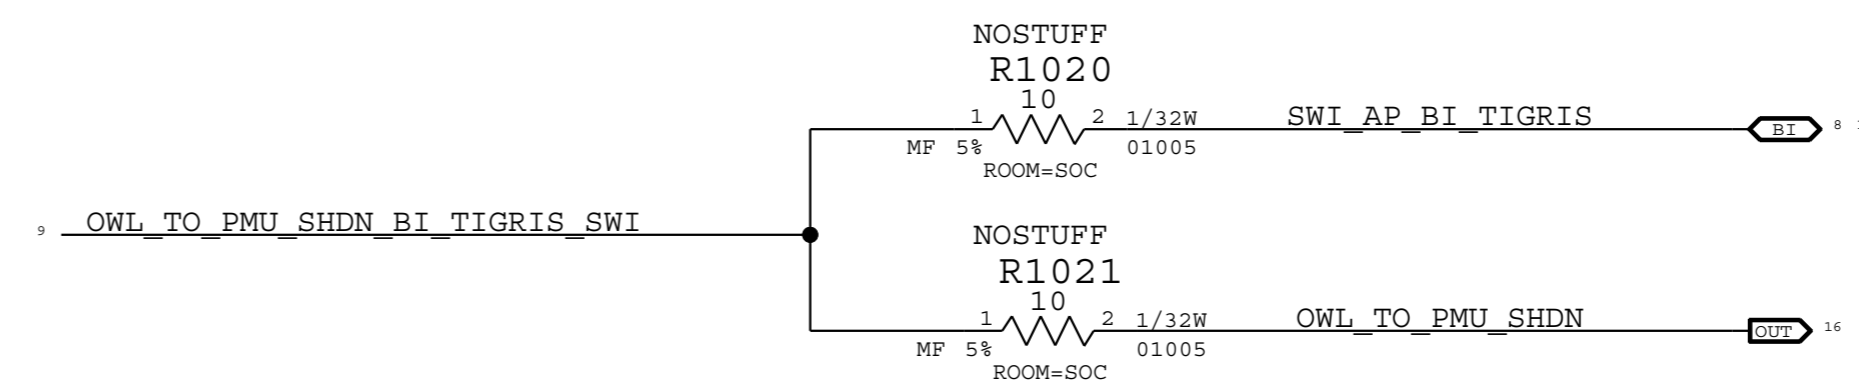 NOSTUFF
R1020
10
1 2 1/32W SWI_AP_BI_TIGRIS BI 8
MF 5% 01005
ROOM=SOC
9 OWL_TO_PMU_SHDN_BI_TIGRIS_SWI
NOSTUFF
R1021
10
1 2 1/32W OWL_TO_PMU_SHDN OUT 16
MF 5% 01005
ROOM=SOC